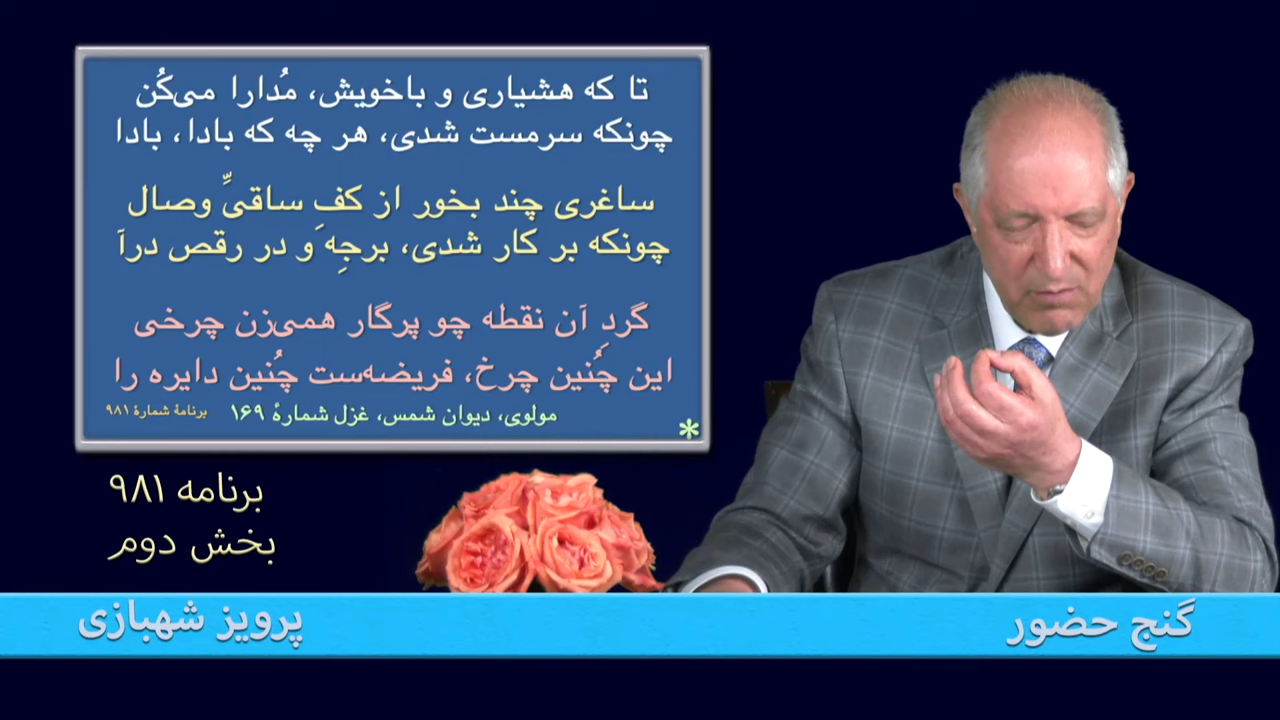 تا که هشیاری و باخویش، مُدارا می‌کُن
چونکه سرمست شدی، هر چه که بادا، بادا
ساغری چند بخور از کفِ ساقیِّ وصال
چونکه بر کار شدی، برجِه و در رقص درآ
گردِ آن نقطه چو پرگار همی‌زن چرخی
این چُنین چرخ، فریضه‌ست چُنین دایره را
مولوی، دیوان شمس، غزل شمارهٔ ۱۶۹
برنامهٔ شمارهٔ ۹۸۱
*
برنامه ۹۸۱
بخش دوم
گنج حضور
پرویز شهبازی